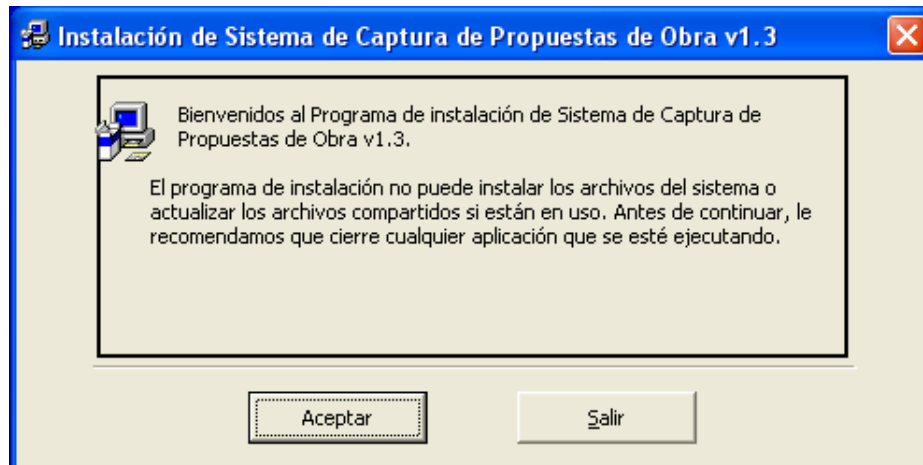 Instalación de Sistema de Captura de Propuestas de Obra v1.3
Bienvenidos al Programa de instalación de Sistema de Captura de
Propuestas de Obra v1.3.
El programa de instalación no puede instalar los archivos del sistema o
actualizar los archivos compartidos si están en uso. Antes de continuar, le
recomendamos que cierre cualquier aplicación que se esté ejecutando.
Aceptar
Salir